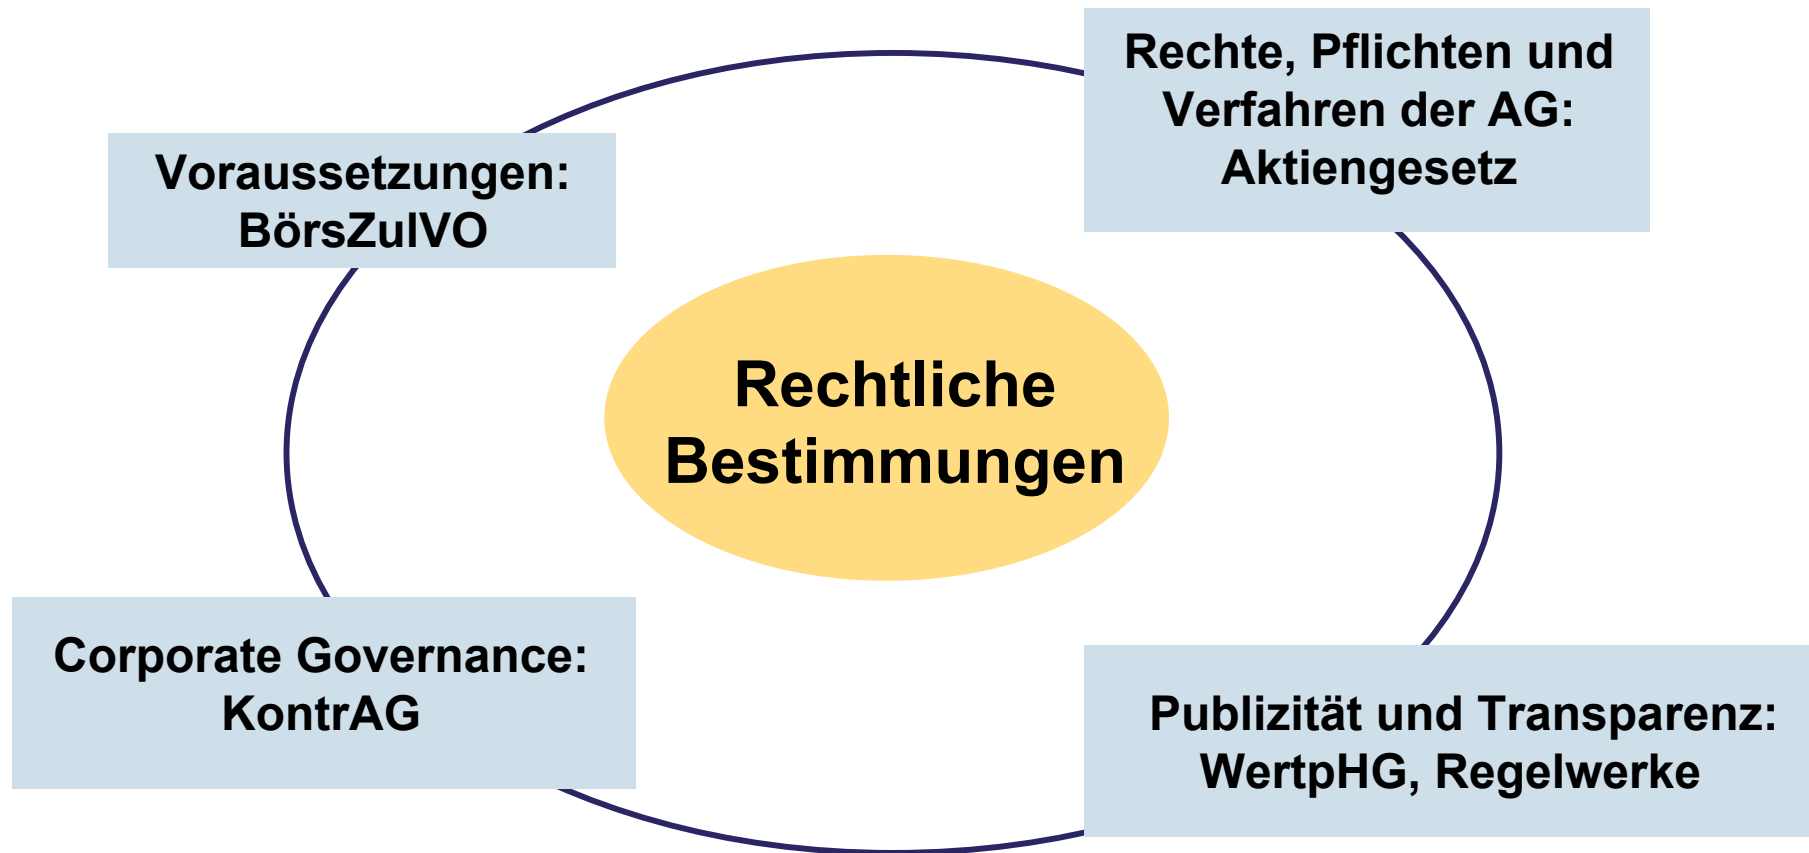 Rechte, Pflichten und
Verfahren der AG:
Aktiengesetz
Voraussetzungen:
BörsZulVO
Rechtliche
Bestimmungen
Corporate Governance:
KontrAG
Publizität und Transparenz:
WertpHG, Regelwerke